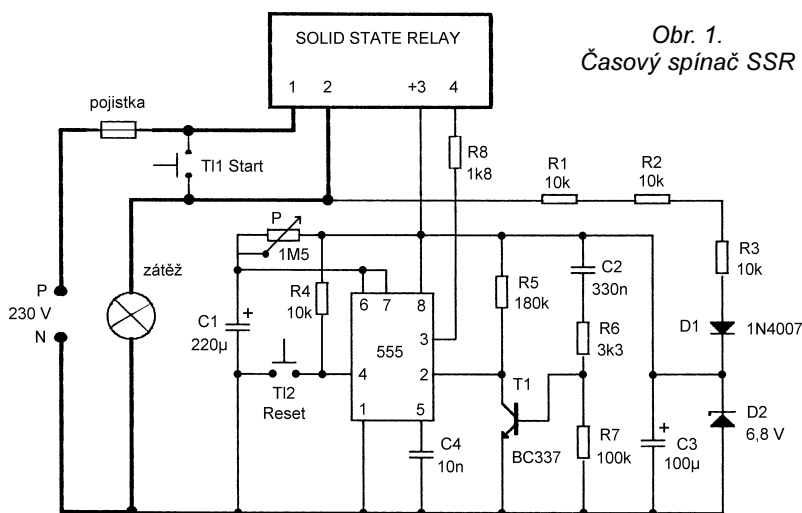 Obr. 1.
Časový spínač SSR
SOLID STATE RELAY
1
2
+3
4
pojistka
Tl1 Start
R8
1k8
R1
10k
R2
10k
R3
10k
P
1M5
zátěž
P
230 V
N
R4
10k
C1
+
220µ
6
7
8
3
555
4
2
1
5
R5
180k
C2
330n
R6
3k3
D1
1N4007
Tl2
Reset
T1
BC337
C4
10n
R7
100k
+
C3
100µ
D2
6,8 V